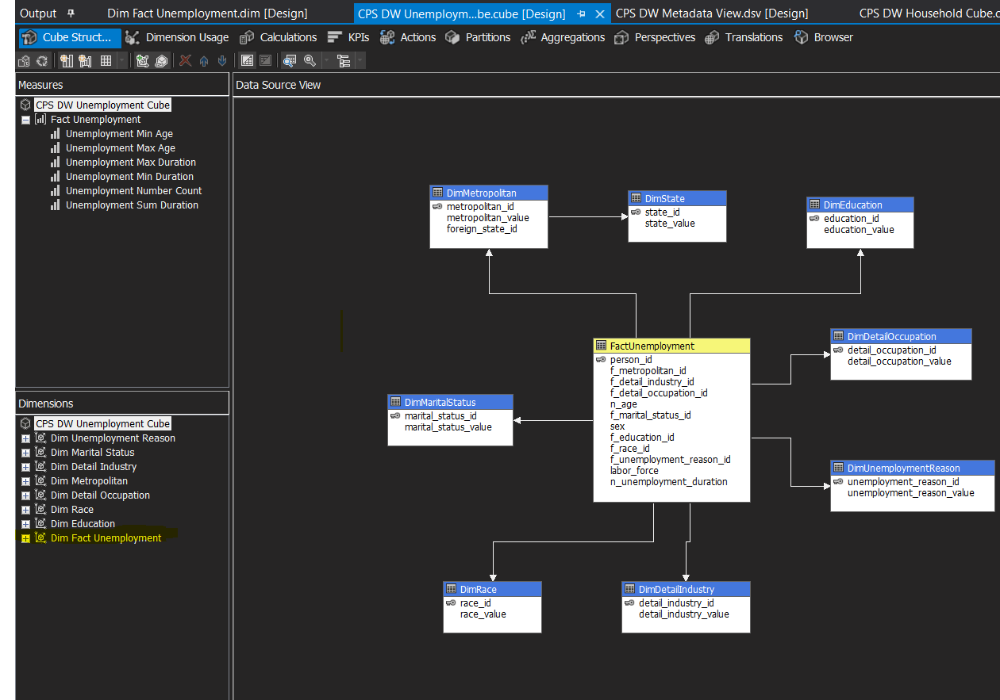 Output Dim Fact Unemployment.dim [Design] CPS DW Unemploym...be.cube [Design] CPS DW Metadata View.dsv [Design] CPS DW Household Cube.c
Cube Struct... Dimension Usage Calculations KPIs Actions Partitions Aggregations Perspectives Translations Browser
Measures
CPS DW Unemployment Cube
Fact Unemployment
Unemployment Min Age
Unemployment Max Age
Unemployment Max Duration
Unemployment Min Duration
Unemployment Number Count
Unemployment Sum Duration
Dimensions
CPS DW Unemployment Cube
Dim Unemployment Reason
Dim Marital Status
Dim Detail Industry
Dim Metropolitan
Dim Detail Occupation
Dim Race
Dim Education
Dim Fact Unemployment
Data Source View
DimMetropolitan
metropolitan_id
metropolitan_value
foreign_state_id
DimState
state_id
state_value
DimEducation
education_id
education_value
DimDetailOccupation
detail_occupation_id
detail_occupation_value
FactUnemployment
person_id
f_metropolitan_id
f_detail_industry_id
f_detail_occupation_id
n_age
f_marital_status_id
sex
f_education_id
f_race_id
f_unemployment_reason_id
labor_force
n_unemployment_duration
DimMaritalStatus
marital_status_id
marital_status_value
DimUnemploymentReason
unemployment_reason_id
unemployment_reason_value
DimRace
race_id
race_value
DimDetailIndustry
detail_industry_id
detail_industry_value